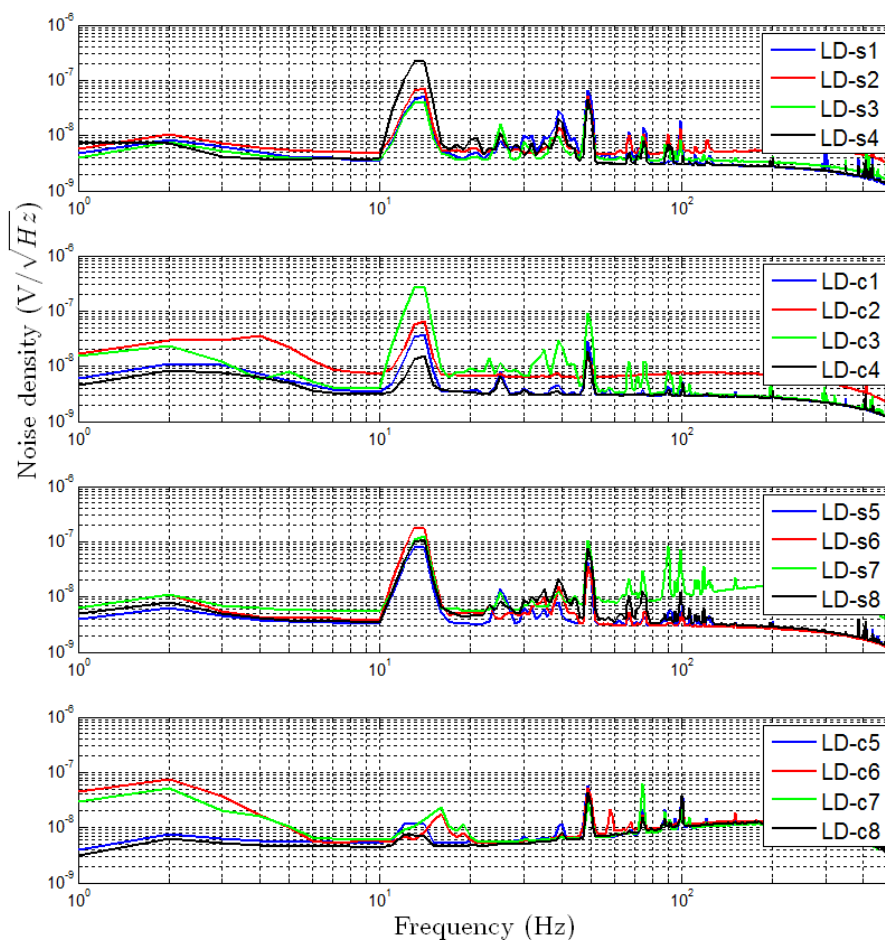 10^-6
10^-7
10^-8
10^-9
10^0 10^1 10^2
LD-s1
LD-s2
LD-s3
LD-s4
10^-6
10^-7
10^-8
10^-9
10^0 10^1 10^2
LD-c1
LD-c2
LD-c3
LD-c4
Noise density (V/√Hz)
10^-6
10^-7
10^-8
10^-9
10^0 10^1 10^2
LD-s5
LD-s6
LD-s7
LD-s8
10^-6
10^-7
10^-8
10^-9
10^0 10^1 10^2
LD-c5
LD-c6
LD-c7
LD-c8
Frequency (Hz)